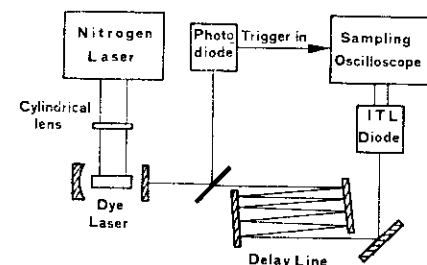 Nitrogen
Laser
Photo
diode
Trigger in
Sampling
Oscilloscope
Cylindrical
lens
ITL
Diode
Dye
Laser
Delay Line